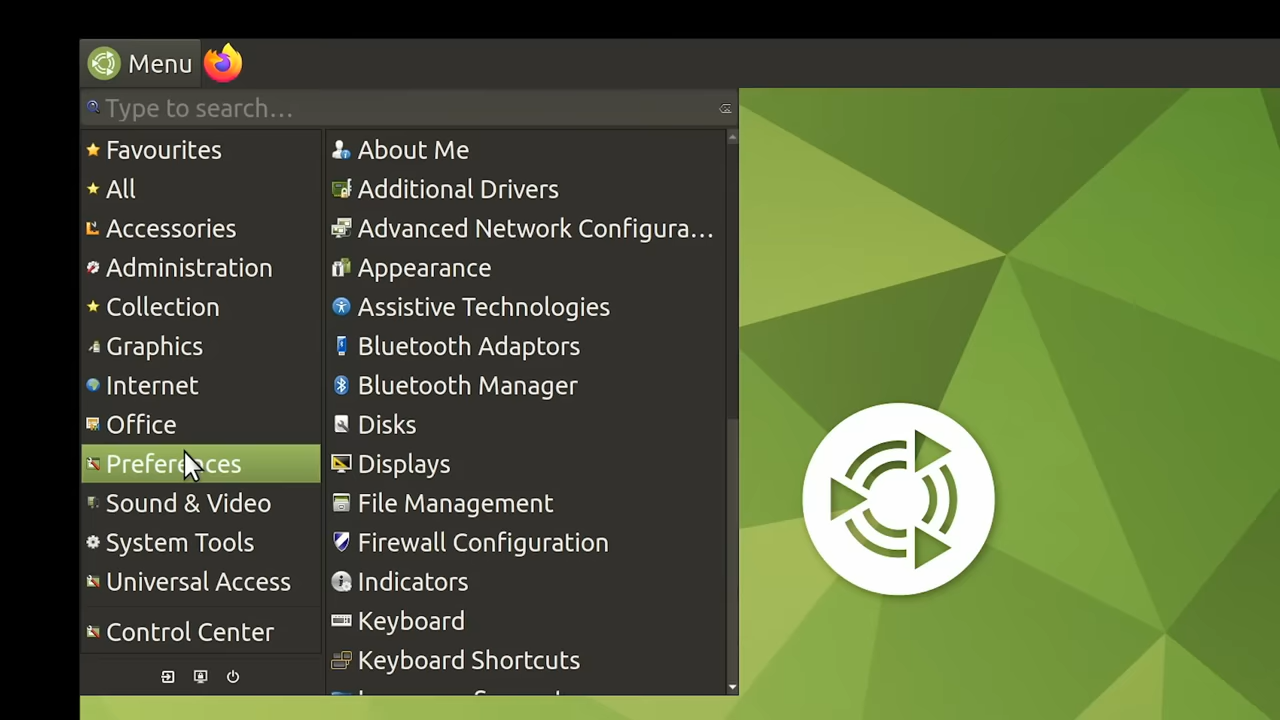 Menu
Type to search...
Favourites
All
Accessories
Administration
Collection
Graphics
Internet
Office
Preferences
Sound & Video
System Tools
Universal Access
Control Center
About Me
Additional Drivers
Advanced Network Configura...
Appearance
Assistive Technologies
Bluetooth Adaptors
Bluetooth Manager
Disks
Displays
File Management
Firewall Configuration
Indicators
Keyboard
Keyboard Shortcuts